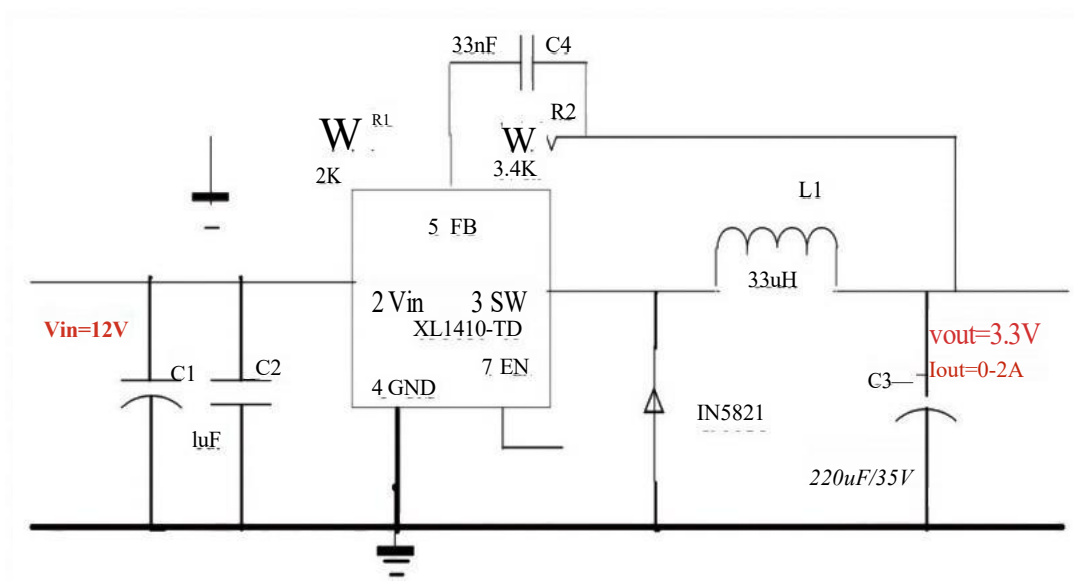 33nF C4
W R1
R2
W
2K
3.4K
L1
5 FB
33uH
2 Vin 3 SW
XL1410-TD
Vin=12V
vout=3.3V
7 EN
Iout=0-2A
C1
C2
C3
4 GND
IN5821
luF
220uF/35V